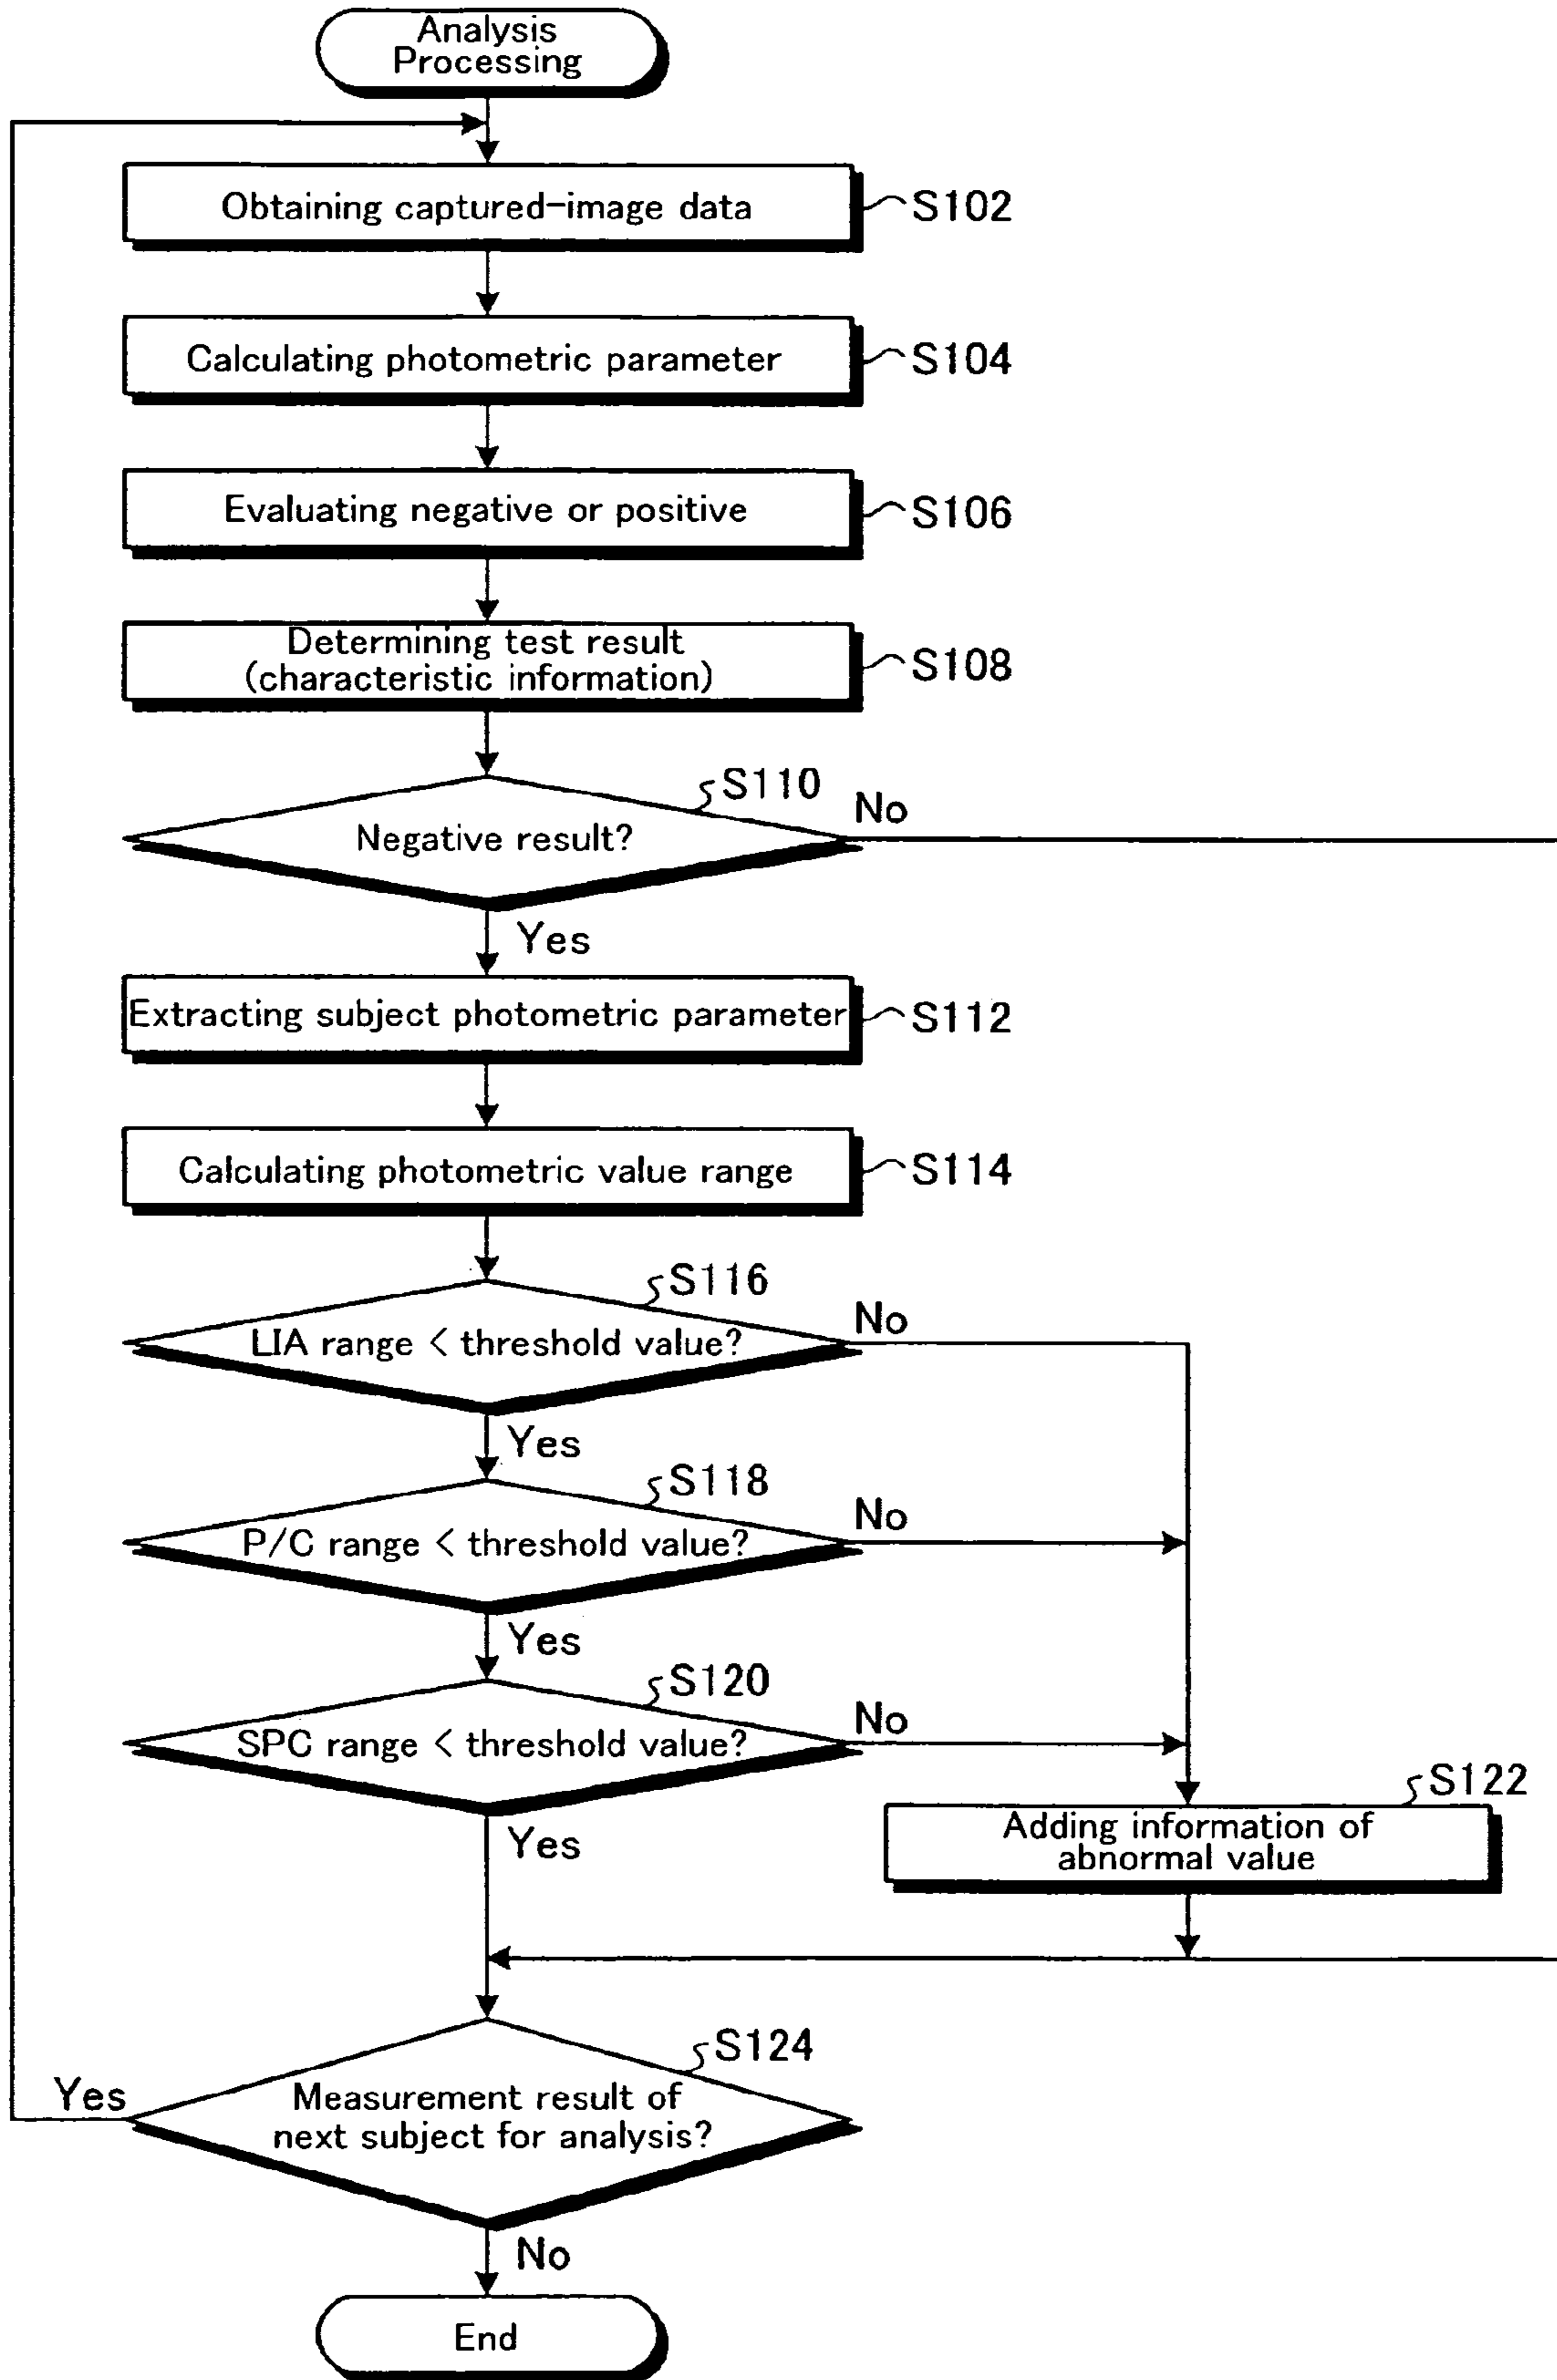 Analysis
Processing
Obtaining captured-image data
S102
Calculating photometric parameter
S104
Evaluating negative or positive
S106
Determining test result
(characteristic information)
S108
S110
Negative result?
No
Yes
Extracting subject photometric parameter
S112
Calculating photometric value range
S114
S116
LIA range < threshold value?
No
Yes
S118
P/C range < threshold value?
No
Yes
S120
SPC range < threshold value?
No
Yes
S122
Adding information of
abnormal value
S124
Measurement result of
next subject for analysis?
Yes
No
End